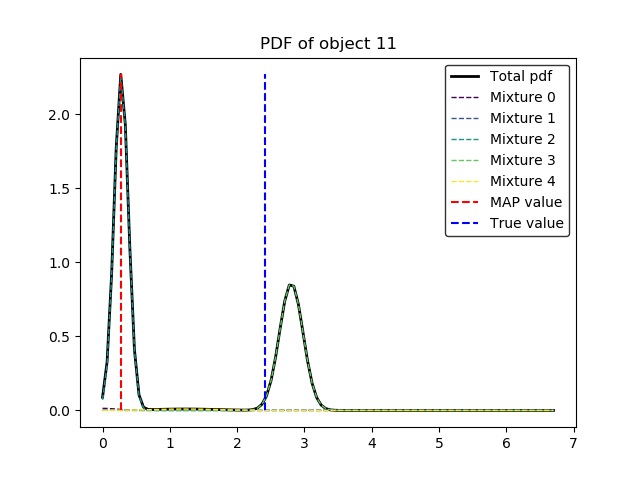 PDF of object 11
Total pdf
Mixture 0
Mixture 1
Mixture 2
Mixture 3
Mixture 4
MAP value
True value
2.0
1.5
1.0
0.5
0.0
0 1 2 3 4 5 6 7